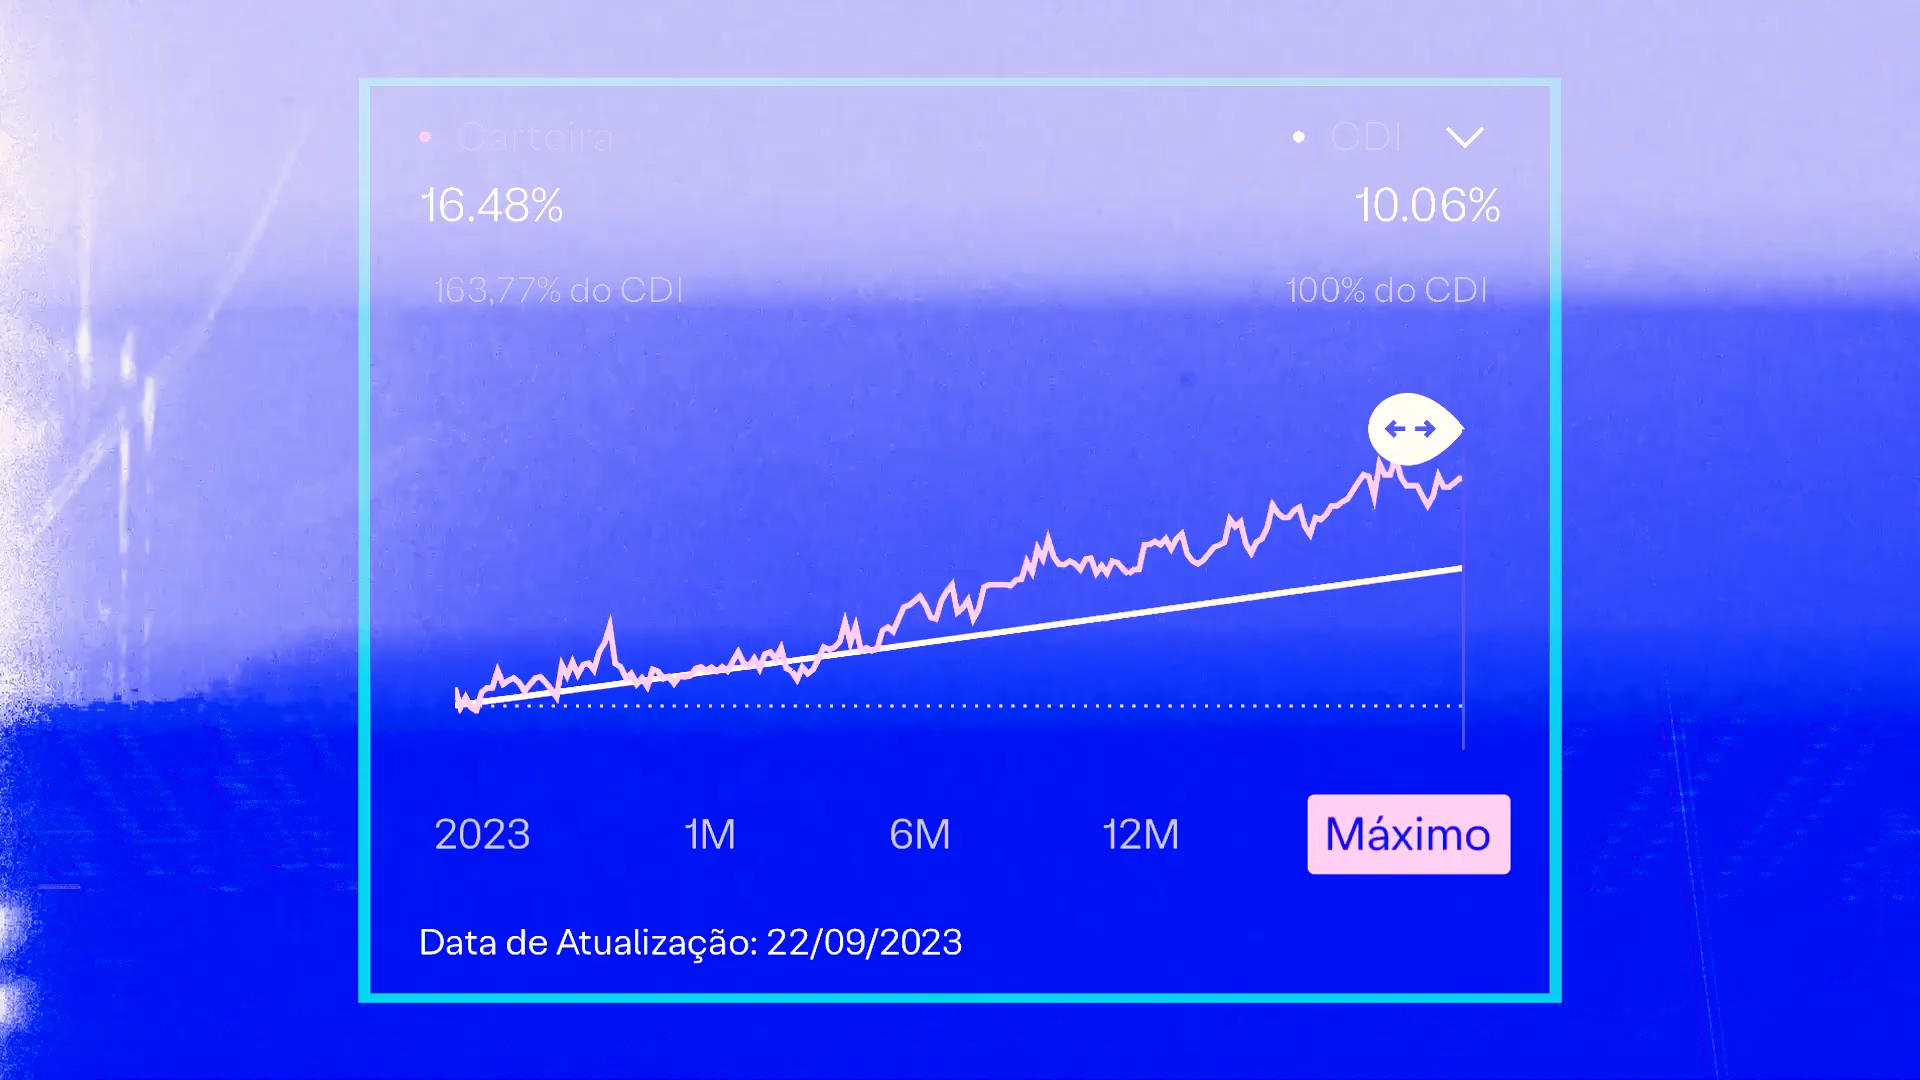 Carteira
CDI
16.48%
10.06%
163,77% do CDI
100% do CDI
2023
1M
6M
12M
Máximo
Data de Atualização: 22/09/2023